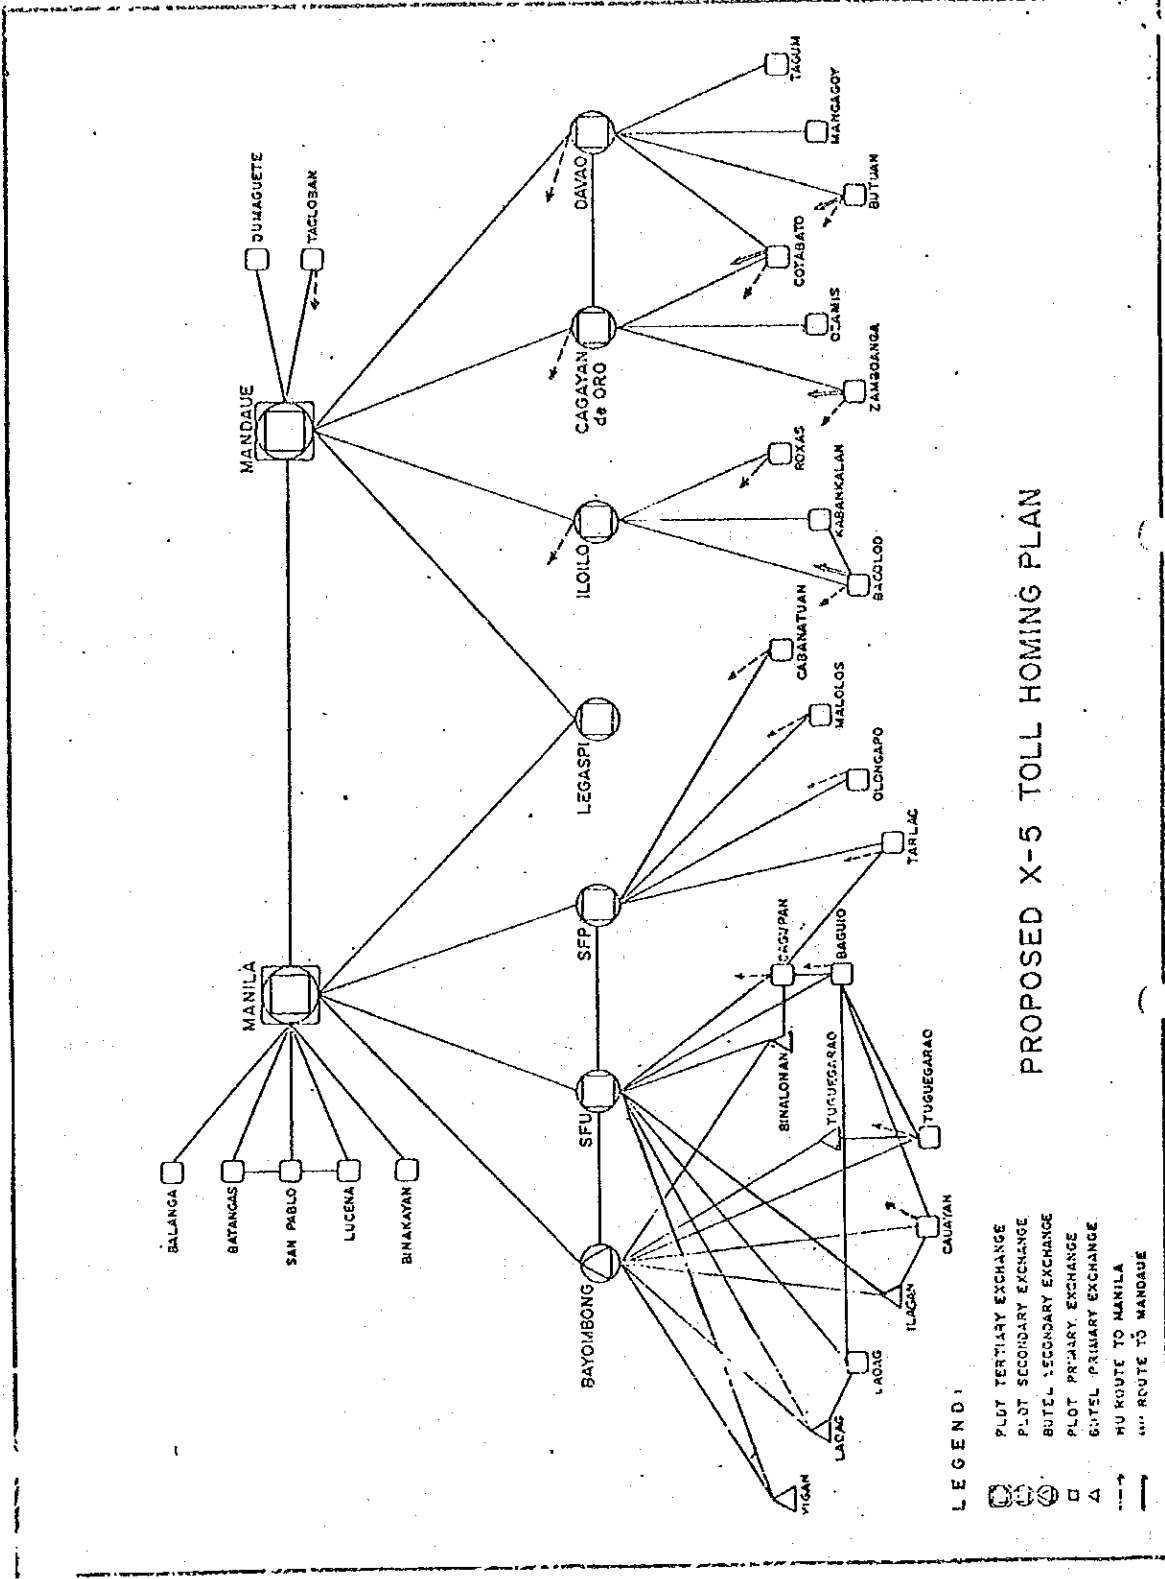 DUMAGUETE
TACLOBAN
MANDAUE
MANILA
BALANGA
BATANGAS
SAN PABLO
LUCENA
BINAKAYAN
DAVAO
CAGAYAN
de ORO
ILOILO
LEGASPI
SFP
SFU
BAYOMBONG
TAGUM
MANGAGOY
BUTUAN
COTABATO
OZAMIS
ZAMBOANGA
ROXAS
KABANKALAN
BACOLOD
CABANATUAN
MALOLOS
OLONGAPO
TARLAC
DAGUPAN
BAGUIO
BINALONAN
TUGUEGARAO
TUGUEGARAO
CAUAYAN
ILAGAN
LAOAG
LAOAG
VIGAN
PROPOSED X-5 TOLL HOMING PLAN
LEGEND:
PLDT TERTIARY EXCHANGE
PLDT SECONDARY EXCHANGE
BUTEL SECONDARY EXCHANGE
PLDT PRIMARY EXCHANGE
BUTEL PRIMARY EXCHANGE
HU ROUTE TO MANILA
HU ROUTE TO MANDAUE